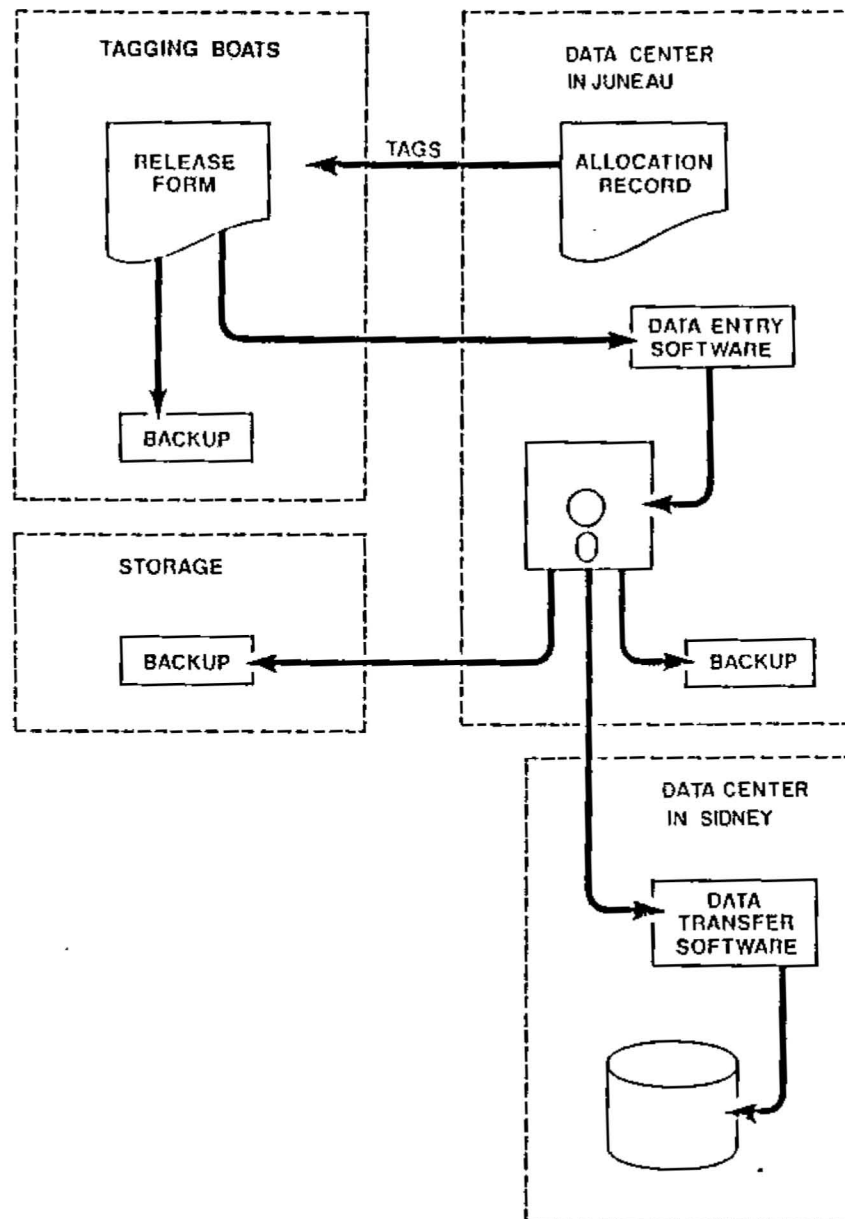 TAGGING BOATS
DATA CENTER
IN JUNEAU
RELEASE
FORM
TAGS
ALLOCATION
RECORD
DATA ENTRY
SOFTWARE
BACKUP
STORAGE
BACKUP
BACKUP
DATA CENTER
IN SIDNEY
DATA
TRANSFER
SOFTWARE